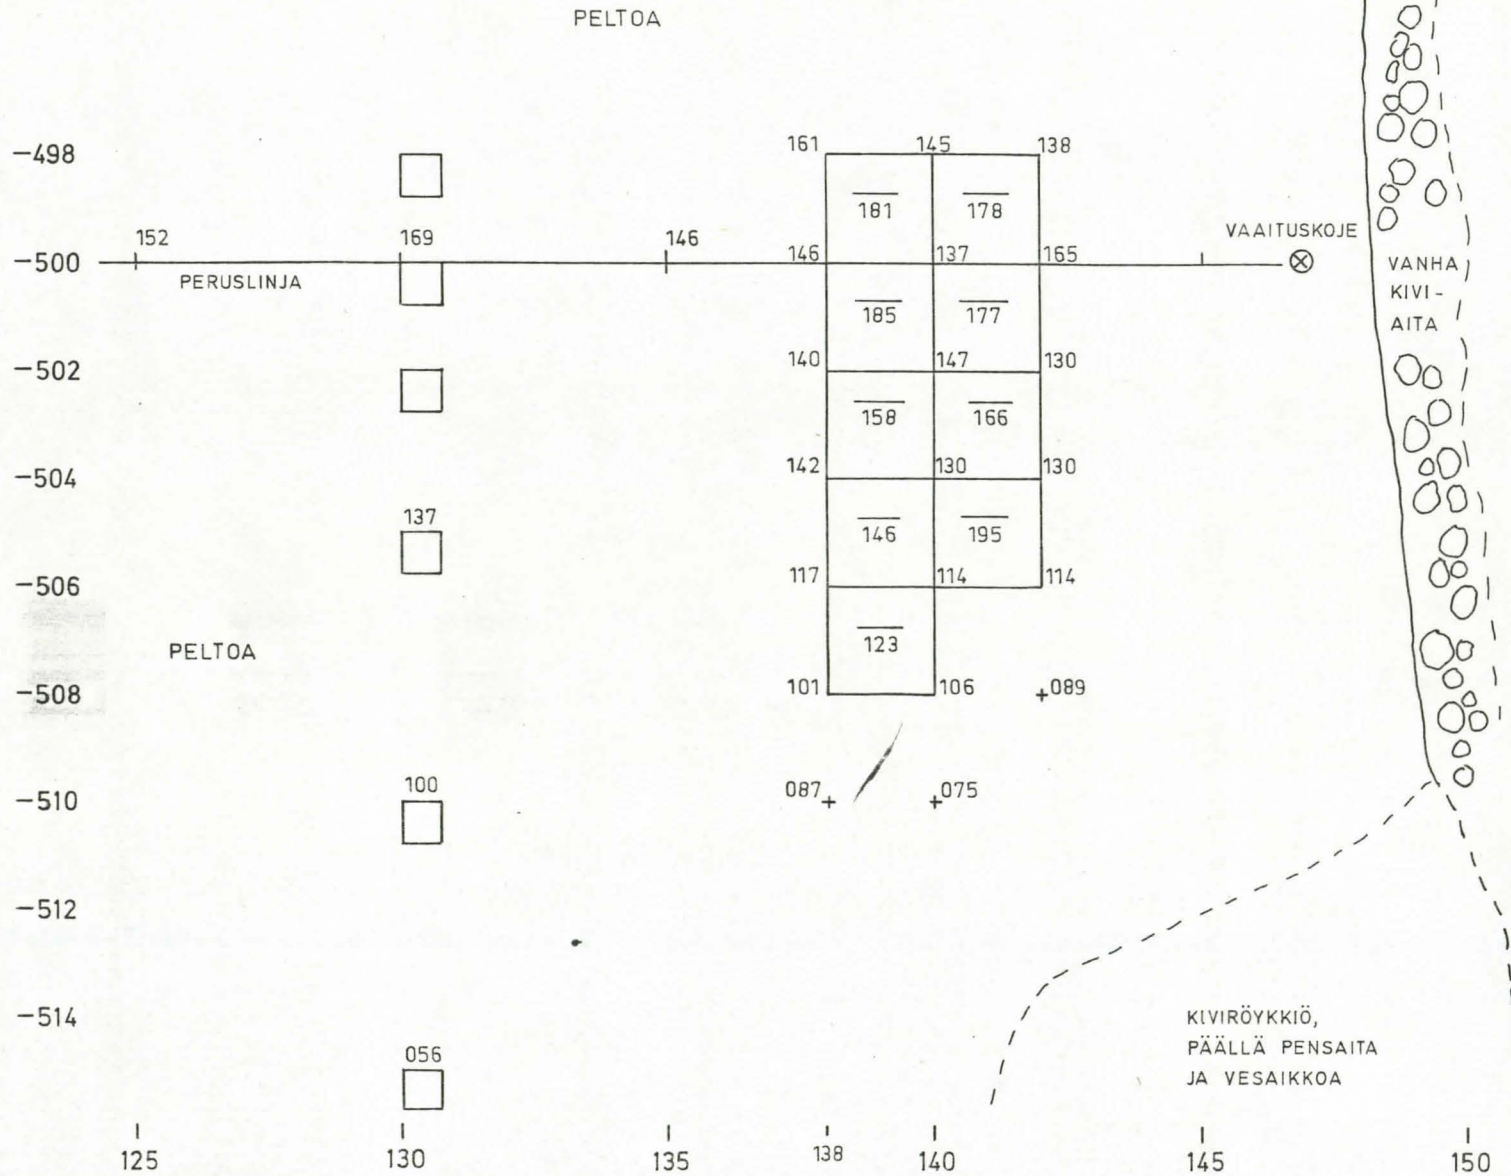 PELTOA
-498
161 145 138
181 178
VAAITUSKOJE
152 169 146 146 137 165
-500
PERUSLINJA
VANHA
KIVI-
AITA
185 177
-502
140 147 130
158 166
-504
142 130 130
137
146 195
-506
117 114 114
123
PELTOA
-508
101 106 +089
-510
100
087+ +075
-512
-514
KIVIRÖYKKIÖ,
PÄÄLLÄ PENSAITA
JA VESAIKKOA
056
125 130 135 138 140 145 150